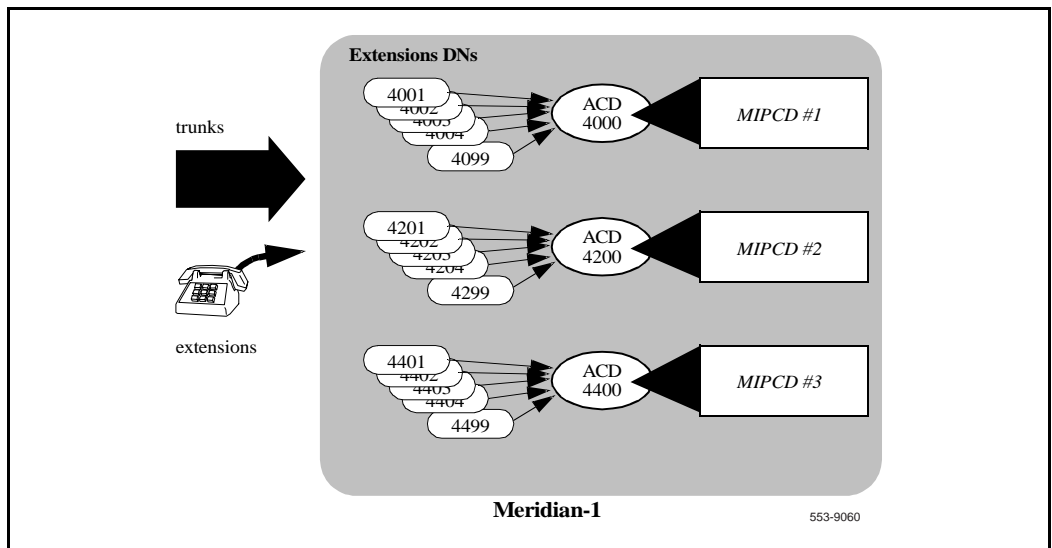 Extensions DNs
trunks
extensions
4001
4002
4003
4004
4099
ACD
4000
MIPCD #1
4201
4202
4203
4204
4299
ACD
4200
MIPCD #2
4401
4402
4403
4404
4499
ACD
4400
MIPCD #3
Meridian-1
553-9060